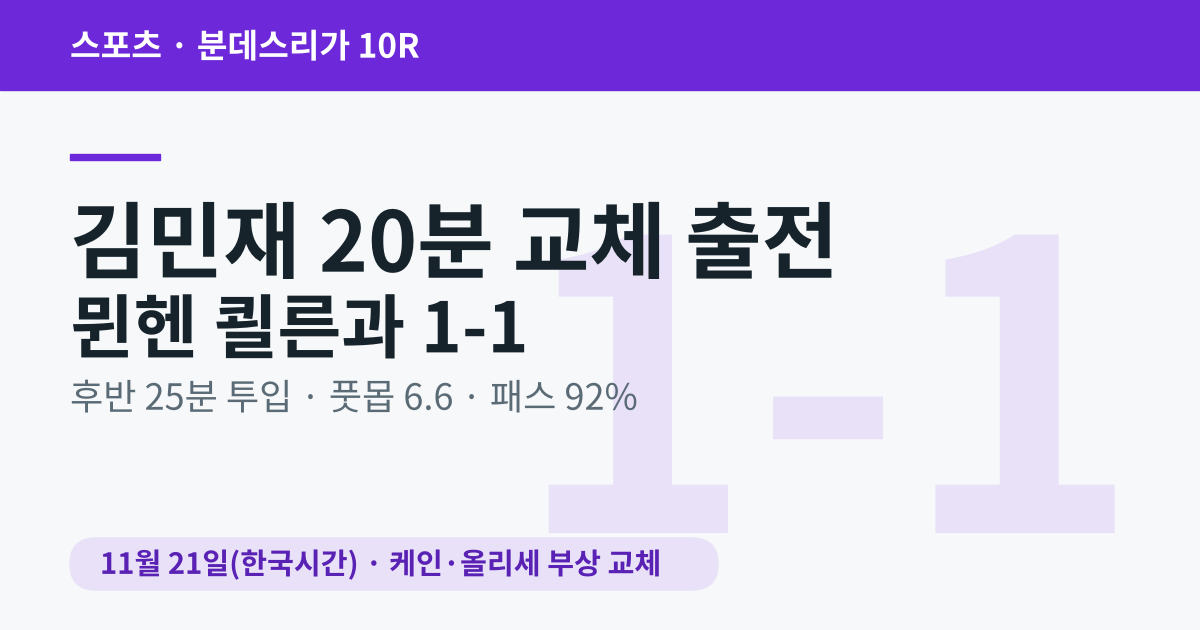 스포츠 · 분데스리가 10R
김민재 20분 교체 출전
뮌헨 쾰른과 1-1
후반 25분 투입 · 풋몹 6.6 · 패스 92%
1-1
11월 21일(한국시간) · 케인·올리세 부상 교체